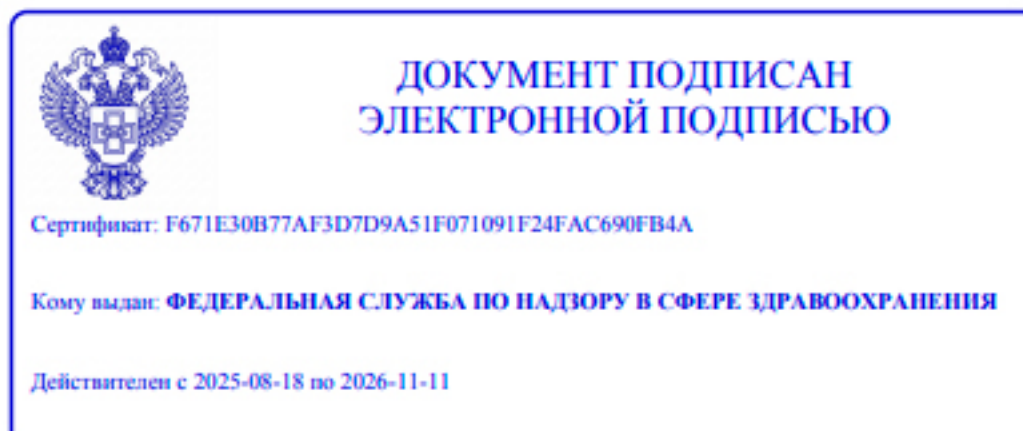 ДОКУМЕНТ ПОДПИСАН
ЭЛЕКТРОННОЙ ПОДПИСЬЮ
Сертификат: F671E30B77AF3D7D9A51F071091F24FAC690FB4A
Кому выдан: ФЕДЕРАЛЬНАЯ СЛУЖБА ПО НАДЗОРУ В СФЕРЕ ЗДРАВООХРАНЕНИЯ
Действителен с 2025-08-18 по 2026-11-11